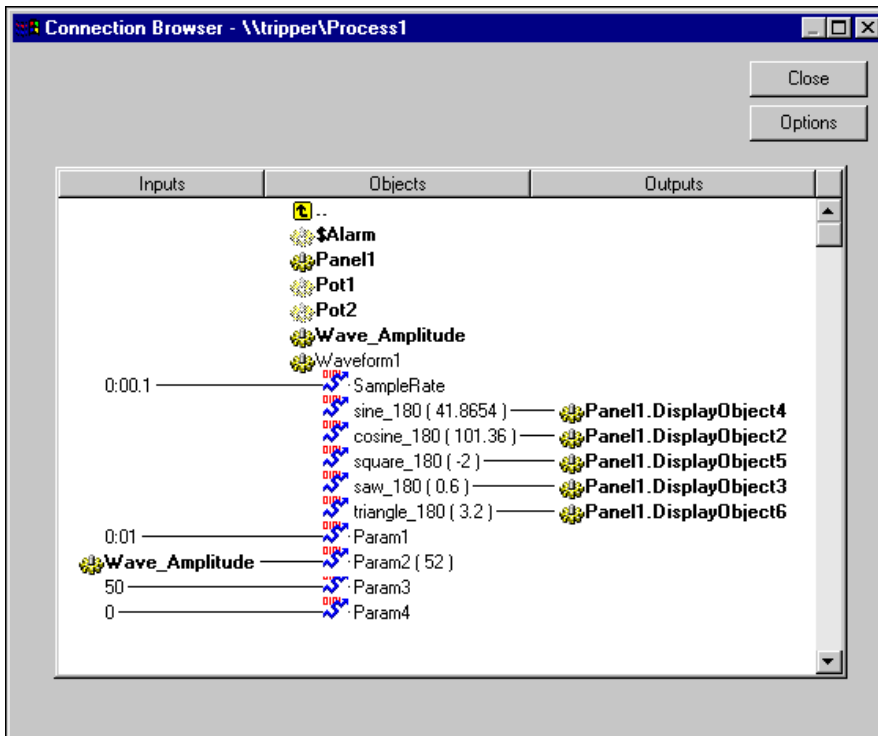 Connection Browser - \\tripper\Process1
Close
Options
Inputs Objects Outputs
..
$Alarm
Panel1
Pot1
Pot2
Wave_Amplitude
Waveform1
0:00.1 SampleRate
sine_180 ( 41.8654 ) Panel1.DisplayObject4
cosine_180 ( 101.36 ) Panel1.DisplayObject2
square_180 ( -2 ) Panel1.DisplayObject5
saw_180 ( 0.6 ) Panel1.DisplayObject3
triangle_180 ( 3.2 ) Panel1.DisplayObject6
0:01 Param1
Wave_Amplitude Param2 ( 52 )
50 Param3
0 Param4